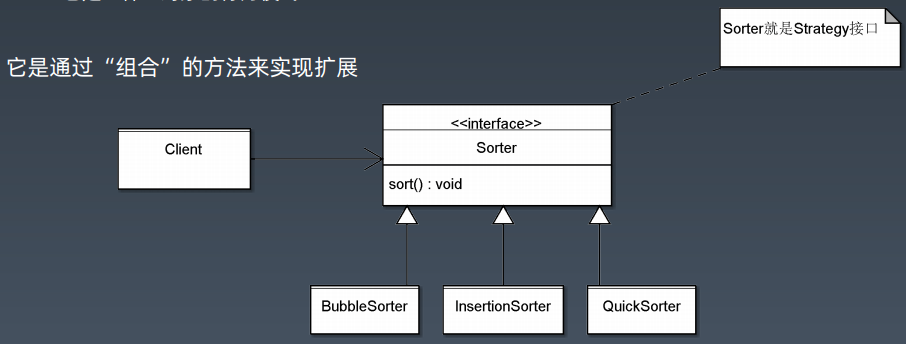 Sorter就是Strategy接口
它是通过“组合”的方法来实现扩展
<<interface>>
Sorter
Client
sort() : void
BubbleSorter
InsertionSorter
QuickSorter